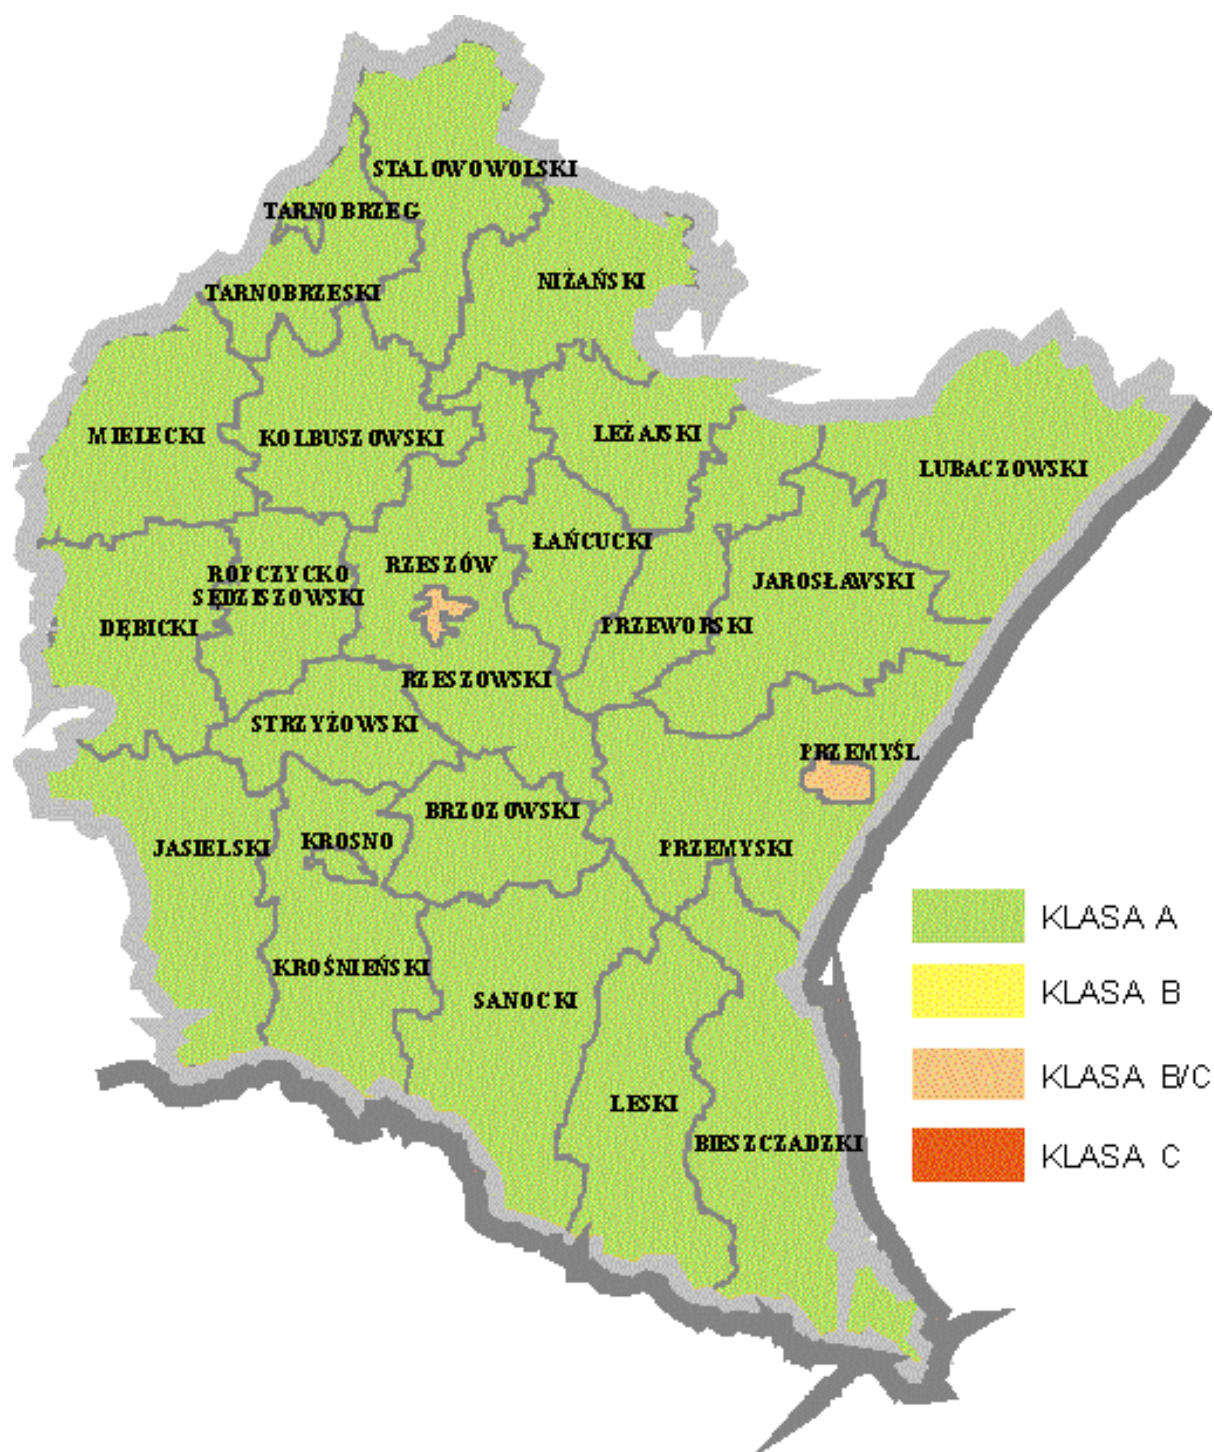 STALOWOWOLSKI
TARNOBRZEG
NIŻAŃSKI
TARNOBRZESKI
MIELECKI
KOLBUSZOWSKI
LEŻAJSKI
LUBACZOWSKI
ŁAŃCUCKI
RZESZÓW
ROPCZYCKO
SĘDZISZOWSKI
JAROSŁAWSKI
DĘBICKI
PRZEWORSKI
RZESZOWSKI
STRZYŻOWSKI
PRZEMYŚL
BRZOZOWSKI
KROSNO
JASIELSKI
PRZEMYSKI
KROŚNIEŃSKI
SANOCKI
LESKI
BIESZCZADZKI
KLASA A
KLASA B
KLASA B/C
KLASA C